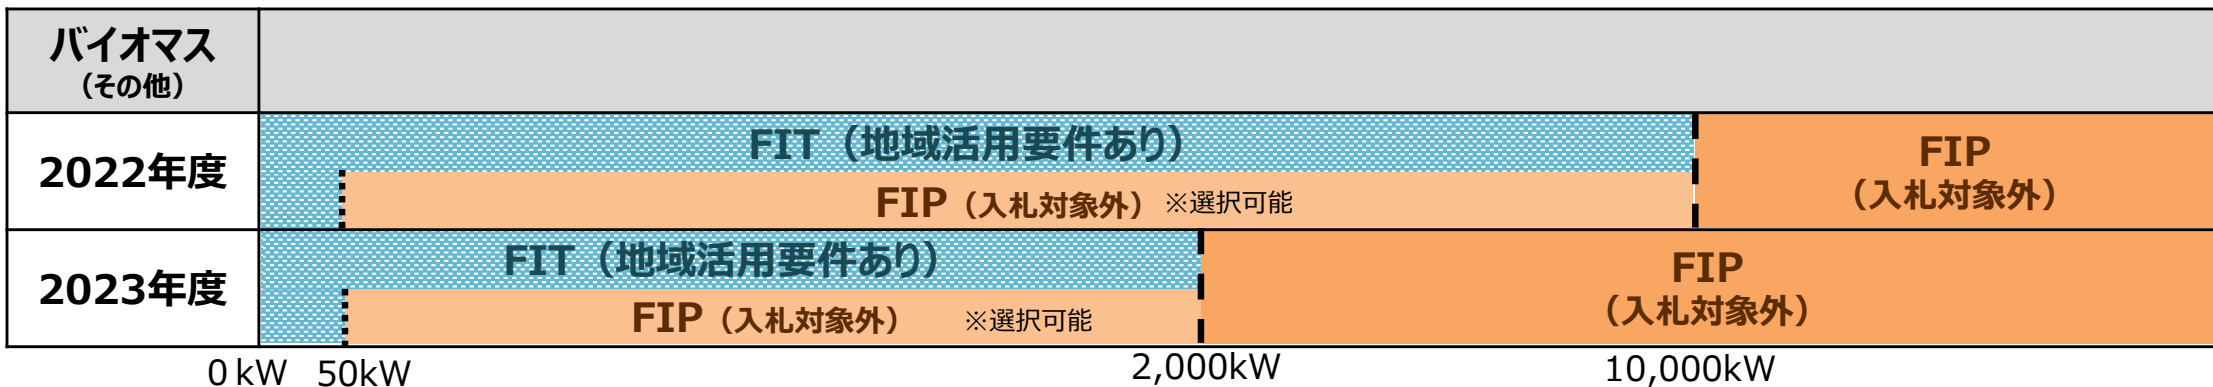 バイオマス
（その他）
2022年度
FIT（地域活用要件あり）
FIP（入札対象外）※選択可能
FIP
（入札対象外）
2023年度
FIT（地域活用要件あり）
FIP（入札対象外） ※選択可能
FIP
（入札対象外）
0 kW 50kW 2,000kW 10,000kW